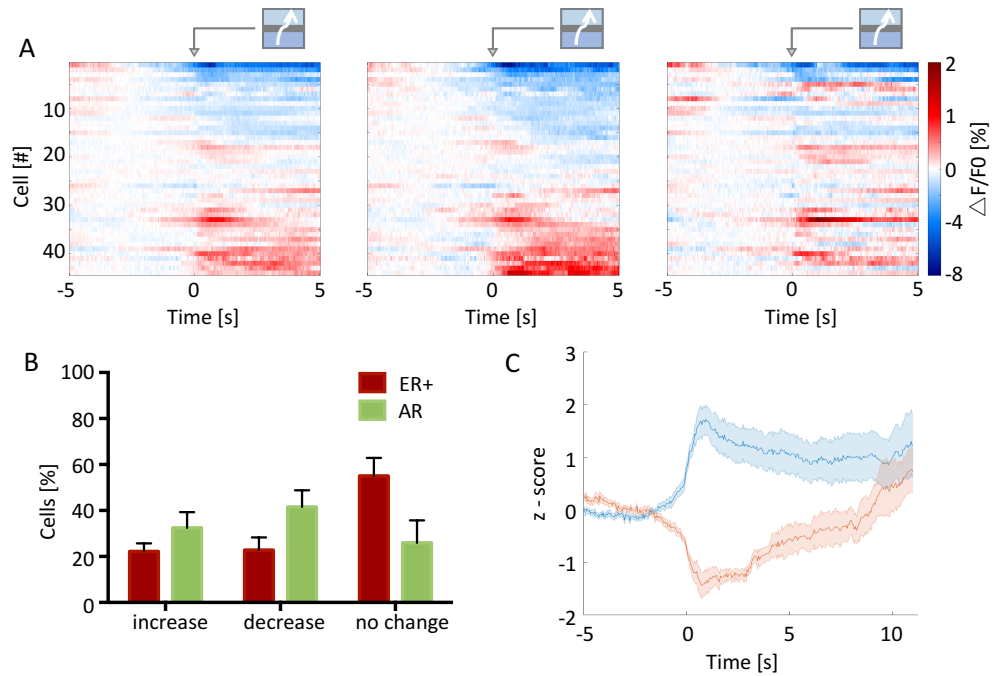 A
Cell [#]
10
20
30
40
-5 0 5
Time [s]
-5 0 5
Time [s]
-5 0 5
Time [s]
2
1
0
-4
-8
△F/F0 [%]
B
Cells [%]
100
80
60
40
20
0
ER+
AR
increase decrease no change
C
z - score
3
2
1
0
-1
-2
-5 0 5 10
Time [s]